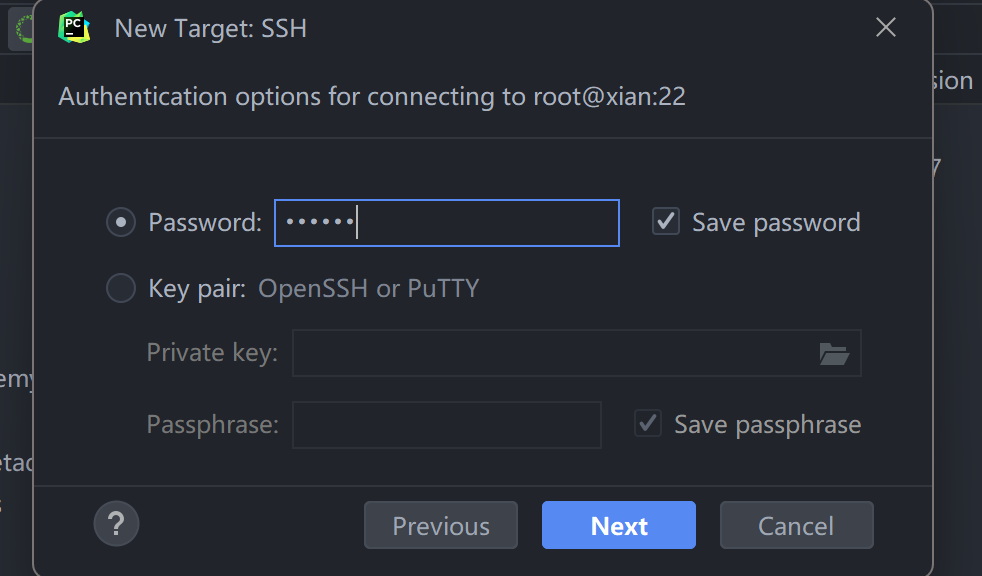 PC
New Target: SSH
Authentication options for connecting to root@xian:22
sion
7
Password: ••••••
Save password
Key pair: OpenSSH or PuTTY
Private key:
emy
Passphrase:
Save passphrase
etad
s
?
Previous
Next
Cancel